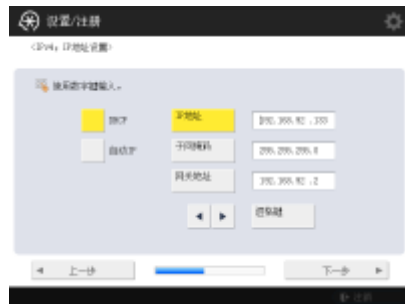 设置/注册
<IPv4: IP地址设置>
使用数字键输入。
DHCP
IP地址
192.168.92 .133
自动IP
子网掩码
255.255.255.0
网关地址
192.168.92 .2
退格键
上一步
下一步
注销